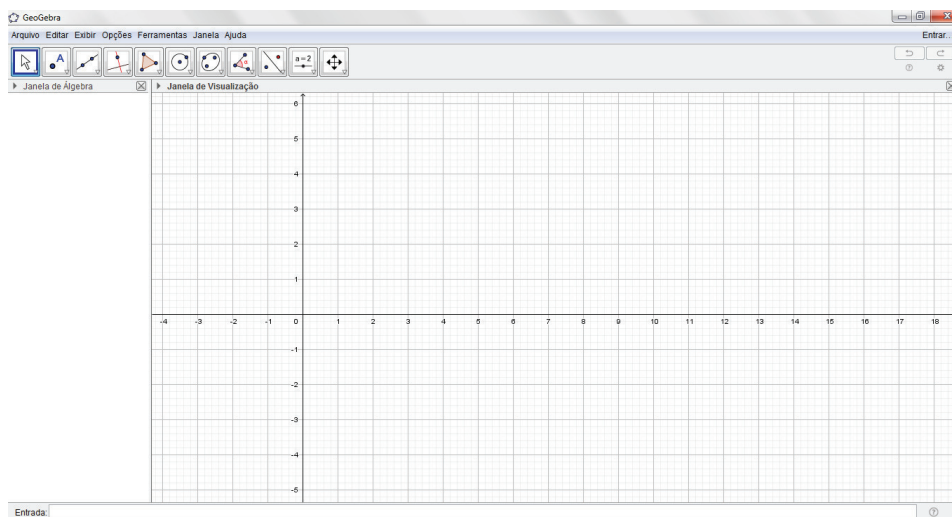 GeoGebra
Arquivo Editar Exibir Opções Ferramentas Janela Ajuda Entrar..
A α a=2
Janela de Álgebra Janela de Visualização
6
5
4
3
2
1
-4 -3 -2 -1 0 1 2 3 4 5 6 7 8 9 10 11 12 13 14 15 16 17 18
-1
-2
-3
-4
-5
Entrada: